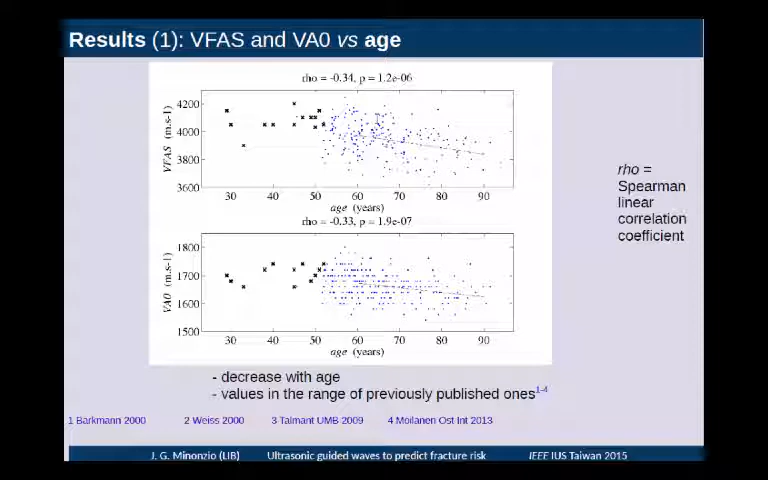 Results (1): VFAS and VA0 vs age
rho = -0.34, p = 1.2e-06
VFAS (m.s-1)
4200
4000
3800
3600
30 40 50 60 70 80 90
age (years)
rho = -0.33, p = 1.9e-07
VA0 (m.s-1)
1800
1700
1600
1500
30 40 50 60 70 80 90
age (years)
rho =
Spearman
linear
correlation
coefficient
- decrease with age
- values in the range of previously published ones1-4
1 Barkmann 2000 2 Weiss 2000 3 Talmant UMB 2009 4 Moilanen Ost Int 2013
J. G. Minonzio (LIB) Ultrasonic guided waves to predict fracture risk IEEE IUS Taiwan 2015